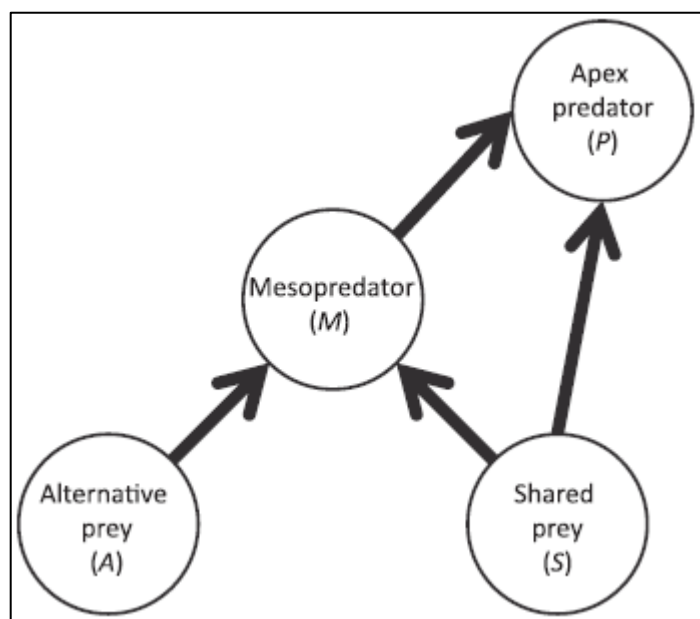 Apex
predator
(P)
Mesopredator
(M)
Alternative
prey
(A)
Shared
prey
(S)